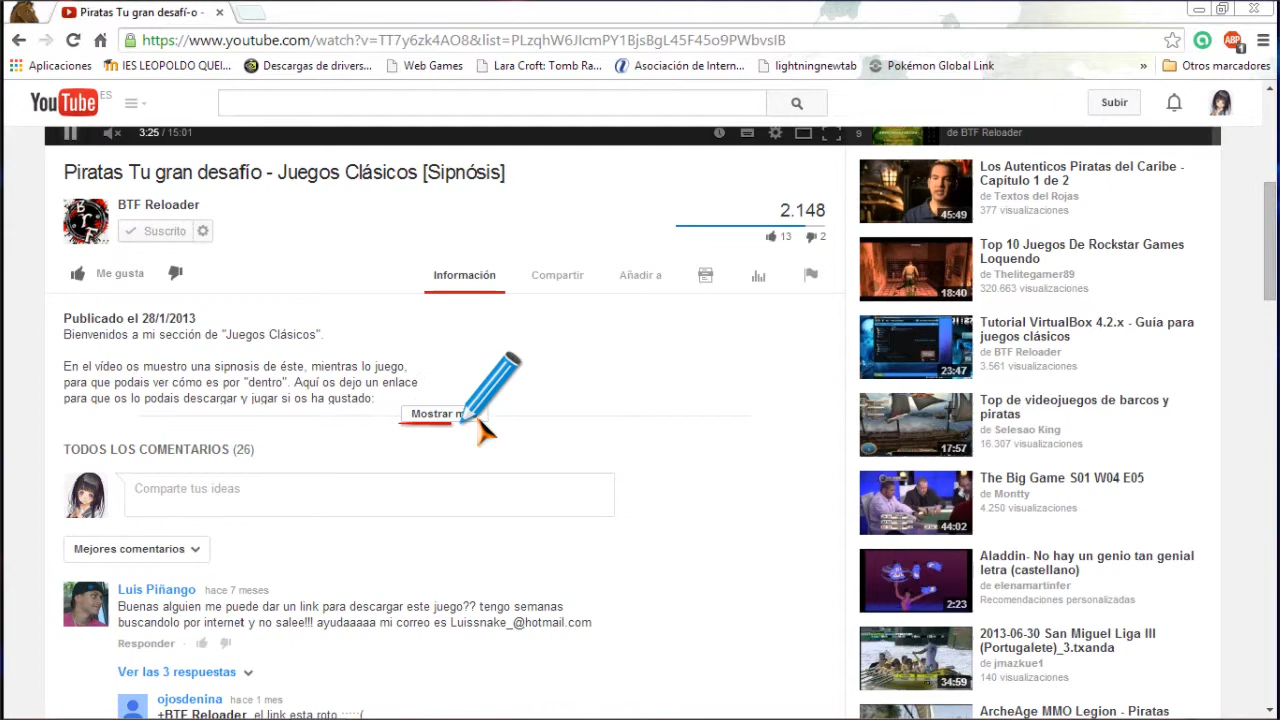 Piratas Tu gran desafí-o -
https://www.youtube.com/watch?v=TT7y6zk4AO8&list=PLzqhW6JIcmPY1BjsBgL45F45o9PWbvsIB
ABP
1
Aplicaciones
IES LEOPOLDO QUEI...
Descargas de drivers...
Web Gest
Lara Croft Tomb Ra...
Asociación de Herm...
lightningnewtab
Pokémon Global Link
»
Otros marcadores
YouTube ES
Subir
3:25 / 15:01
9
de BTF Reloader
Piratas Tu gran desafío - Juegos Clásicos [Sipnósis]
BTF Reloader
Suscrito
2.148
13
2
Me gusta
Información
Compartir
Añadir a
Publicado el 28/1/2013
Bienvenidos a mi serie de "Juegos Clásicos".
En el vídeo os muestro una sipnosis de éste, mientras lo juego,
para que podais ver como es por "dentro". Aquí os dejo un enlace
para que os lo podais descargar y jugar si os ha gustado:
Mostrar
TODOS LOS COMENTARIOS (26)
Comparte tus ideas
Mejores comentarios
Luis Piñango hace 7 meses
Buenas alguien me puede dar un link para descargar este juego?? tengo semanas
buscandolo por internet y no salee!!! ayudaaaaa mi correo es Luisnake_@hotmail.com
Responder
Ver las 3 respuestas
ojosdenina hace 1 mes
+BTF Reloader el link esta roto :::::(
Los Autenticos Piratas del Caribe -
Capitulo 1 de 2
de Textos del Rojas
377 visualizaciones
45:49
Top 10 Juegos De Rockstar Games
Loquendo
de Thelitegamer89
320.663 visualizaciones
18:40
Tutorial VirtualBox 4.2.x - Guía para
juegos clásicos
de BTF Reloader
3.561 visualizaciones
23:47
Top de videojuegos de barcos y
piratas
de Selesao King
16.307 visualizaciones
17:57
The Big Game S01 W04 E05
de Montty
4.250 visualizaciones
44:02
Aladdin- No hay un genio tan genial
letra (castellano)
de elenamartinfer
Recomendaciones personalizadas
2:23
2013-06-30 San Miguel Liga III
(Portugalete)_3.txanda
de jmazkue1
140 visualizaciones
34:59
ArcheAge MMO Legion - Piratas